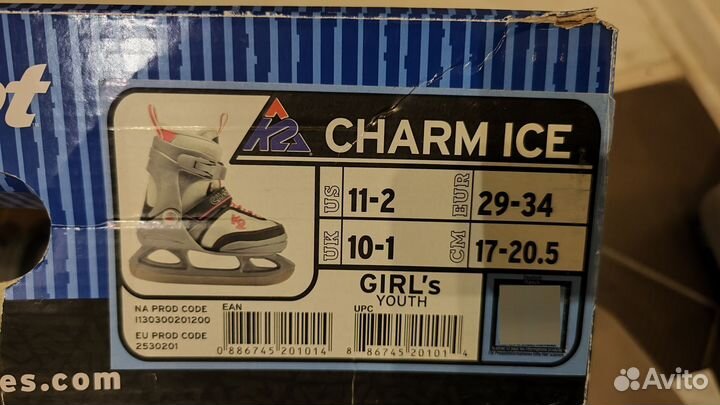 K2 CHARM ICE
US 11-2 EUR 29-34
UK 10-1 CM 17-20.5
GIRL's
YOUTH
NA PROD CODE
I130300201200
EU PROD CODE
2530201
EAN
0 886745 201014
UPC
8 86745 20101 4
es.com
Avito